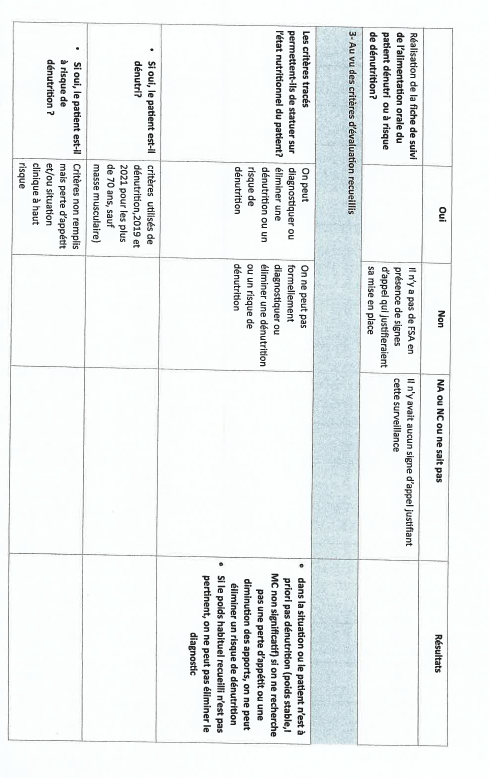 Oui
Non
NA ou NC ou ne sait pas
Résultats
Réalisation de la fiche de suivi
de l'alimentation orale du
patient dénutri ou à risque
de dénutrition?
Il n'y a pas de FSA en
présence de signes
d'appel qui justifieraient
sa mise en place
Il n'y avait aucun signe d'appel justifiant
cette surveillance
3- Au vu des critères d'évaluation recueillis
Les critères tracés
permettent-ils de statuer sur
l'état nutritionnel du patient?
On peut
diagnostiquer ou
éliminer une
dénutrition ou un
risque de
dénutrition
On ne peut pas
formellement
diagnostiquer ou
éliminer une dénutrition
ou un risque de
dénutrition
• dans la situation ou le patient n'est à
priori pas dénutrition (poids stable,I
MC non significatif) si on ne recherche
pas une perte d'appétit ou une
diminution des apports, on ne peut
éliminer un risque de dénutrition
• Si le poids habituel recueilli n'est pas
pertinent, on ne peut pas éliminer le
diagnostic
• Si oui, le patient est-il
dénutri?
critères utilisés de
dénutrition,2019 et
2021 pour les plus
de 70 ans, sauf
masse musculaire)
• Si oui, le patient est-il
à risque de
dénutrition ?
Critères non remplis
mais perte d'appétit
et/ou situation
clinique à haut
risque